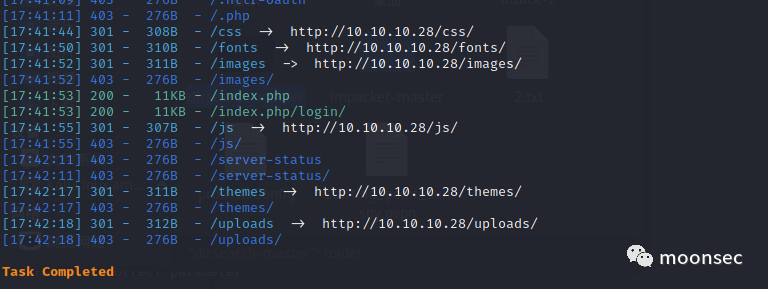 [17:41:11] 403 - 276B - /.php
[17:41:44] 301 - 308B - /css -> http://10.10.10.28/css/
[17:41:50] 301 - 310B - /fonts -> http://10.10.10.28/fonts/
[17:41:52] 301 - 311B - /images -> http://10.10.10.28/images/
[17:41:52] 403 - 276B - /images/
[17:41:53] 200 - 11KB - /index.php
[17:41:53] 200 - 11KB - /index.php/login/
[17:41:55] 301 - 307B - /js -> http://10.10.10.28/js/
[17:41:55] 403 - 276B - /js/
[17:42:11] 403 - 276B - /server-status
[17:42:11] 403 - 276B - /server-status/
[17:42:17] 301 - 311B - /themes -> http://10.10.10.28/themes/
[17:42:17] 403 - 276B - /themes/
[17:42:18] 301 - 312B - /uploads -> http://10.10.10.28/uploads/
[17:42:18] 403 - 276B - /uploads/
Task Completed
moonsec